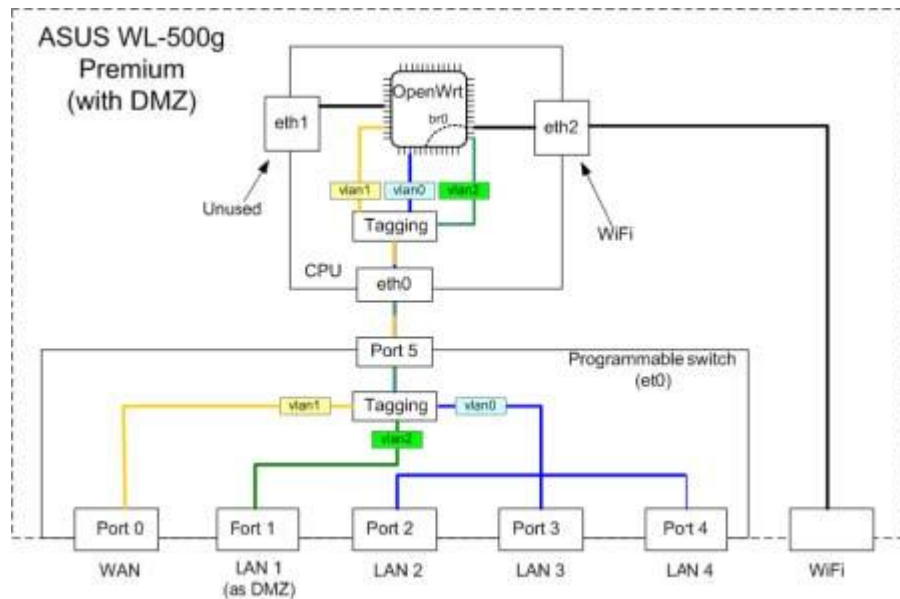 ASUS WL-500g
Premium
(with DMZ)
OpenWrt
br0
eth1
eth2
vlan1
vlan0
vlan2
Unused
Tagging
WiFi
CPU
eth0
Port 5
Programmable switch
(et0)
vlan1
Tagging
vlan0
vlan2
Port 0
Fort 1
Port 2
Port 3
Port 4
WAN
LAN 1
(as DMZ)
LAN 2
LAN 3
LAN 4
WiFi